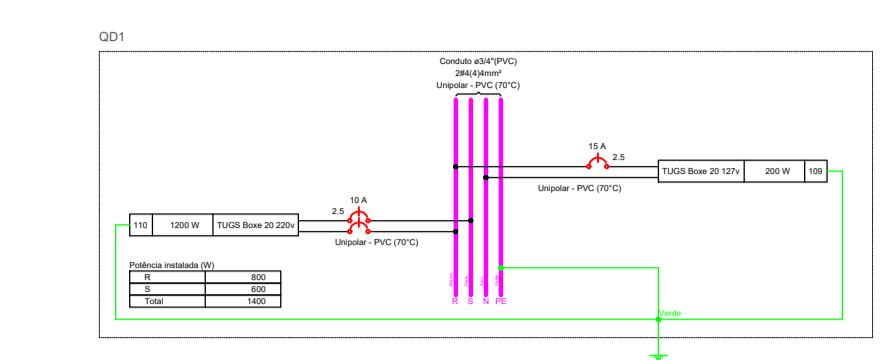 QD1
Conduto ø3/4"(PVC)
2#4(4)4mm²
Unipolar - PVC (70°C)
15 A
2.5
TUGS Boxe 20 127v 200 W 109
Unipolar - PVC (70°C)
10 A
2.5
110 1200 W TUGS Boxe 20 220v
Unipolar - PVC (70°C)
Potência instalada (W)
R 800
S 600
Total 1400
R S N PE
Verde